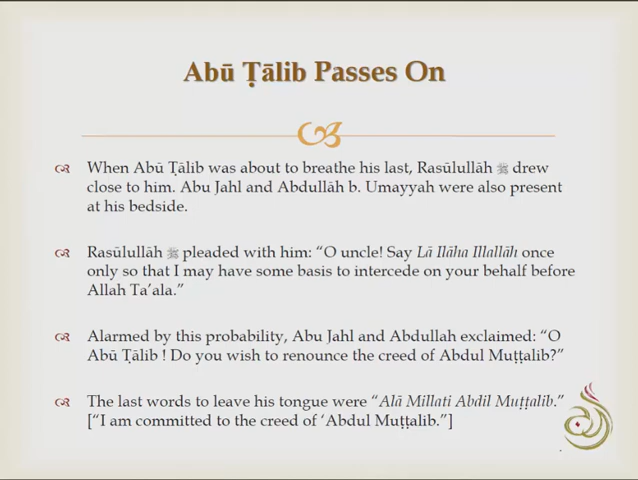 Abū Ṭālib Passes On
When Abū Ṭālib was about to breathe his last, Rasūlullāh ﷺ drew
close to him. Abu Jahl and Abdullāh b. Umayyah were also present
at his bedside.
Rasūlullāh ﷺ pleaded with him: “O uncle! Say Lā Ilāha Illallāh once
only so that I may have some basis to intercede on your behalf before
Allah Ta’ala.”
Alarmed by this probability, Abu Jahl and Abdullah exclaimed: “O
Abū Ṭālib ! Do you wish to renounce the creed of Abdul Muṭṭalib?”
The last words to leave his tongue were “Alā Millati Abdil Muṭṭalib.”
[“I am committed to the creed of ‘Abdul Muṭṭalib.”]